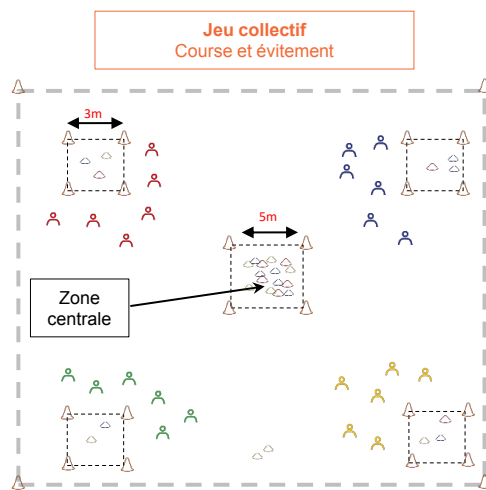 Jeu collectif
Course et évitement
3m
5m
Zone
centrale